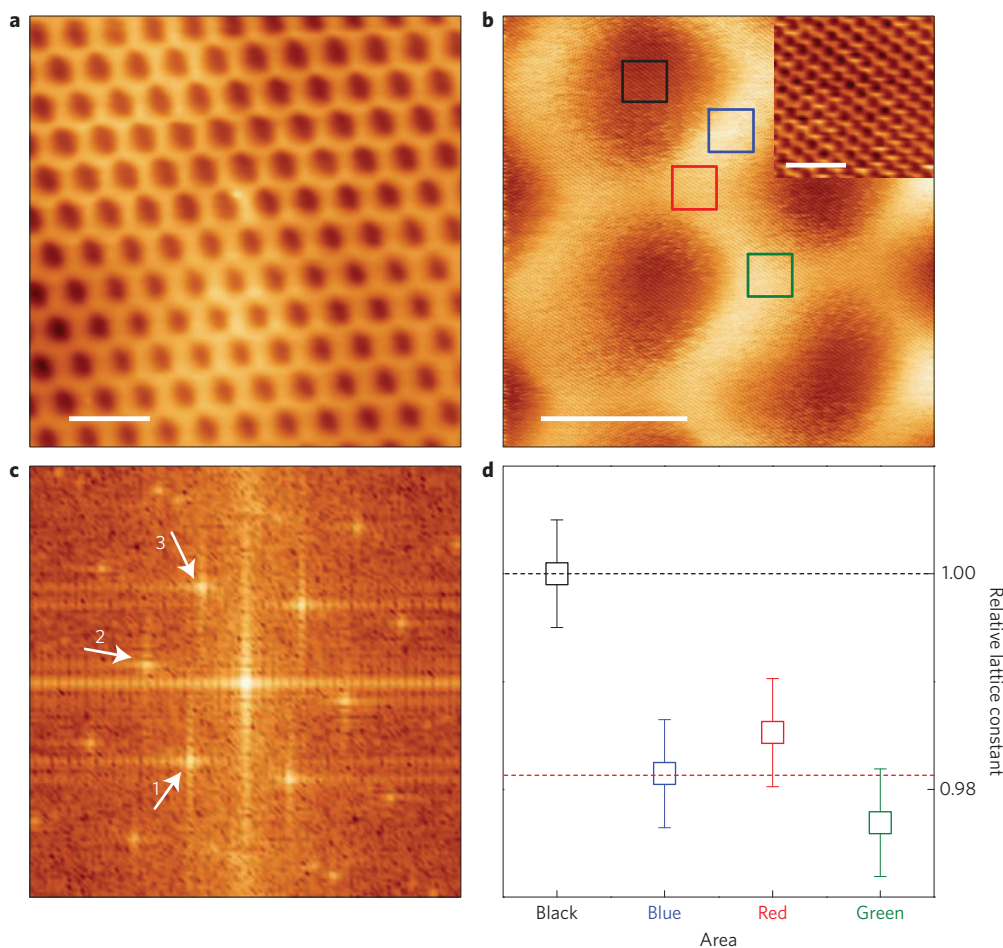 a
b
c
3
2
1
d
1.00
0.98
Relative lattice constant
Black
Blue
Red
Green
Area